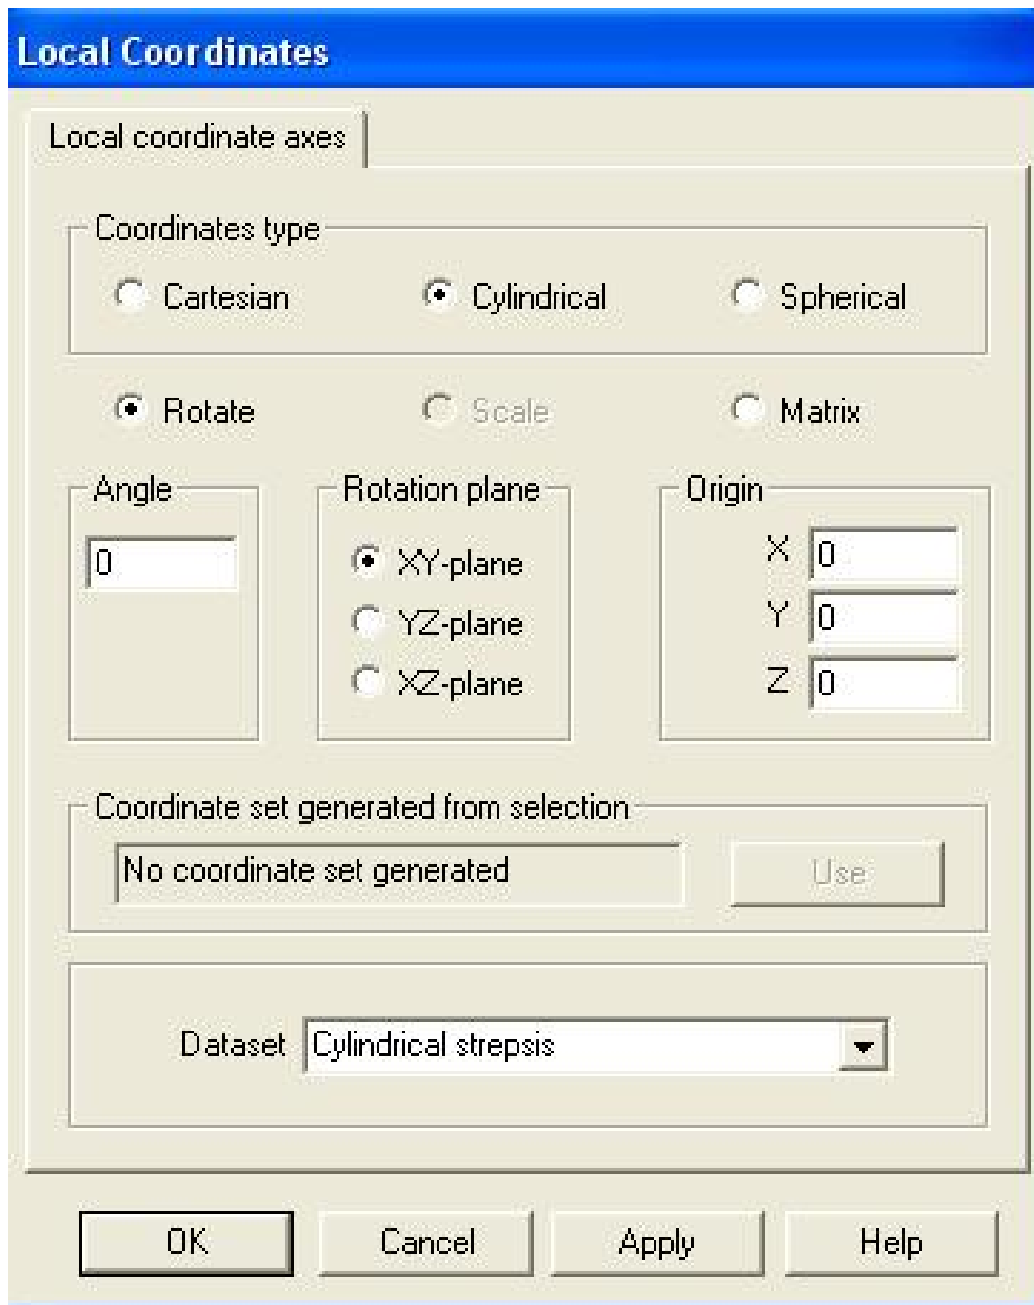 Local Coordinates
Local coordinate axes
Coordinates type
Cartesian Cylindrical Spherical
Rotate Scale Matrix
Angle Rotation plane Origin
0 XY-plane X 0
YZ-plane Y 0
XZ-plane Z 0
Coordinate set generated from selection
No coordinate set generated Use
Dataset Cylindrical strepsis
OK Cancel Apply Help